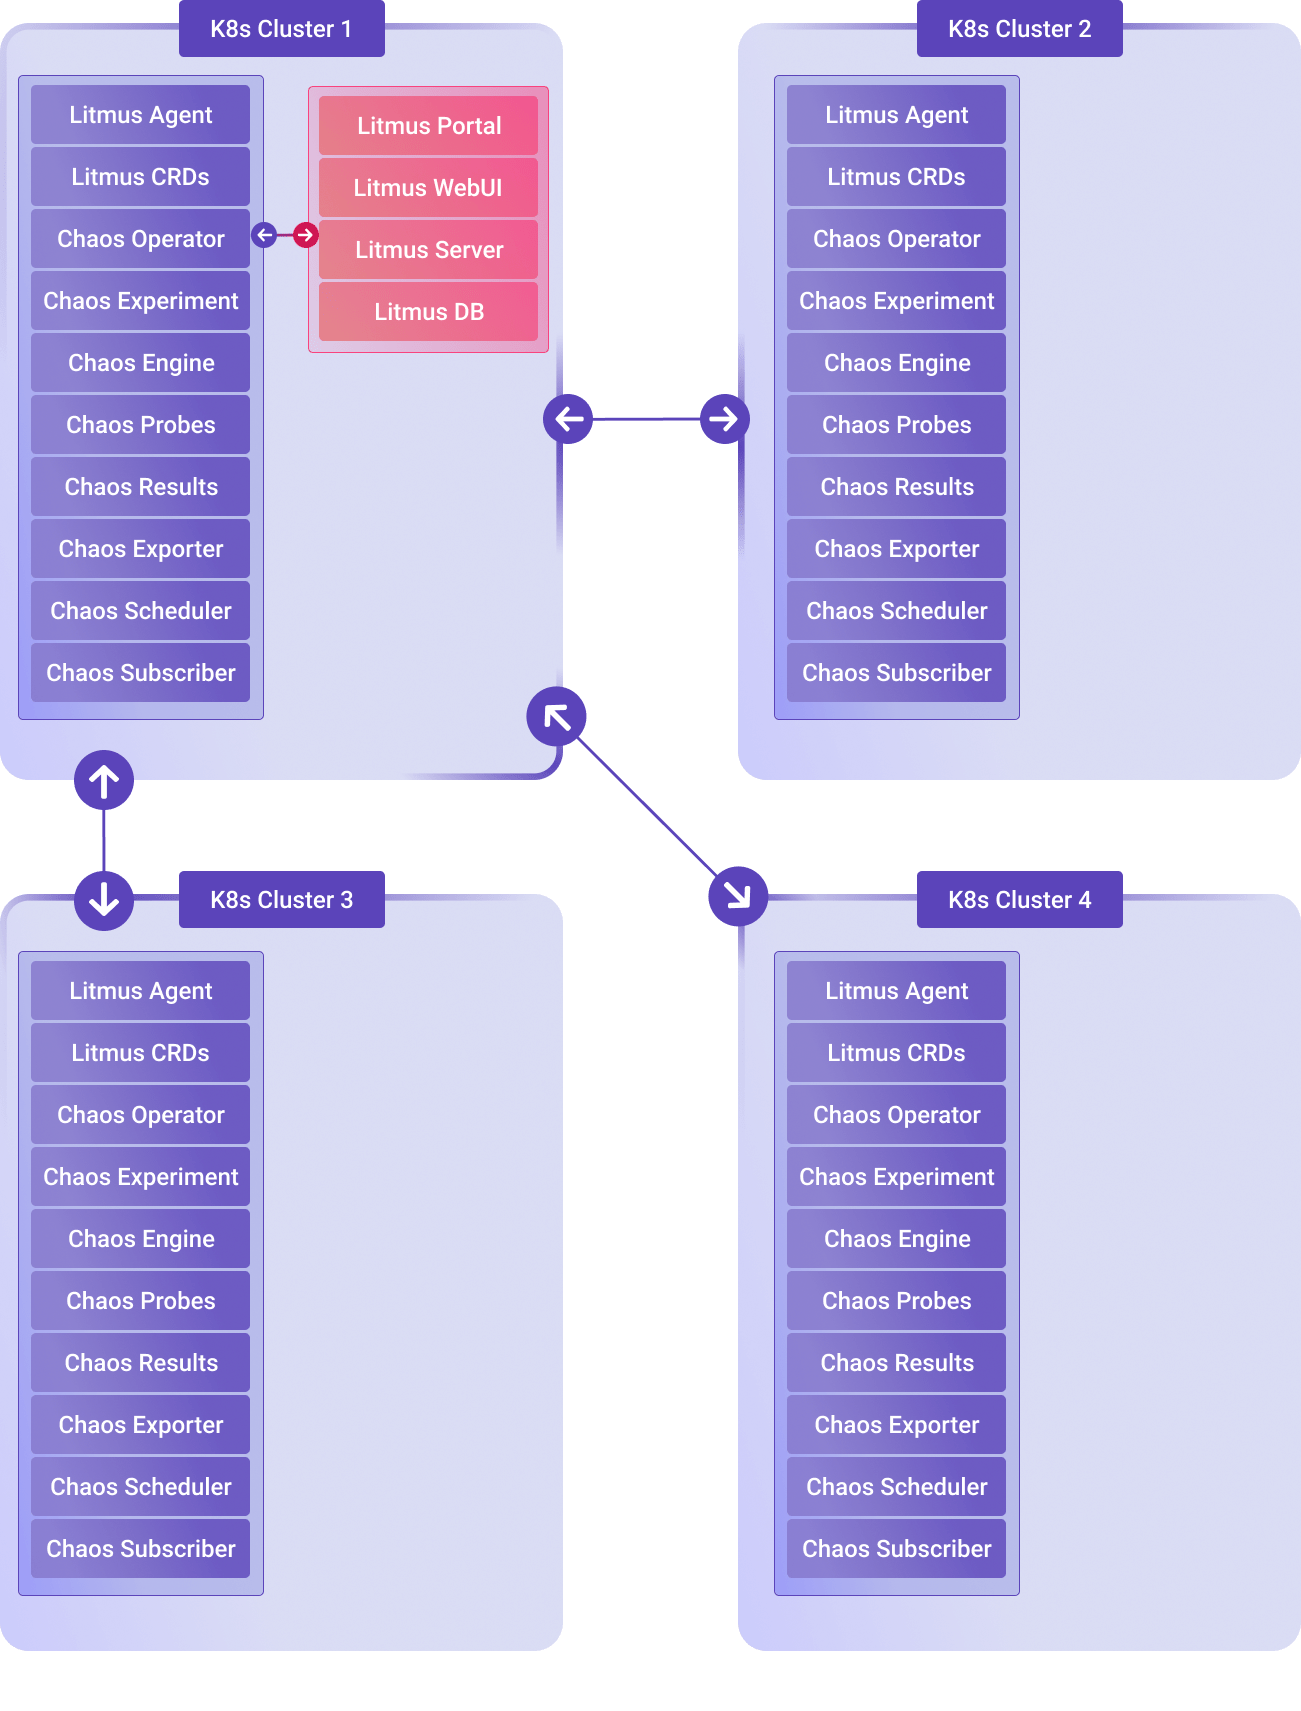 K8s Cluster 1
Litmus Agent
Litmus CRDs
Chaos Operator
Chaos Experiment
Chaos Engine
Chaos Probes
Chaos Results
Chaos Exporter
Chaos Scheduler
Chaos Subscriber
Litmus Portal
Litmus WebUI
Litmus Server
Litmus DB
K8s Cluster 2
Litmus Agent
Litmus CRDs
Chaos Operator
Chaos Experiment
Chaos Engine
Chaos Probes
Chaos Results
Chaos Exporter
Chaos Scheduler
Chaos Subscriber
K8s Cluster 3
Litmus Agent
Litmus CRDs
Chaos Operator
Chaos Experiment
Chaos Engine
Chaos Probes
Chaos Results
Chaos Exporter
Chaos Scheduler
Chaos Subscriber
K8s Cluster 4
Litmus Agent
Litmus CRDs
Chaos Operator
Chaos Experiment
Chaos Engine
Chaos Probes
Chaos Results
Chaos Exporter
Chaos Scheduler
Chaos Subscriber